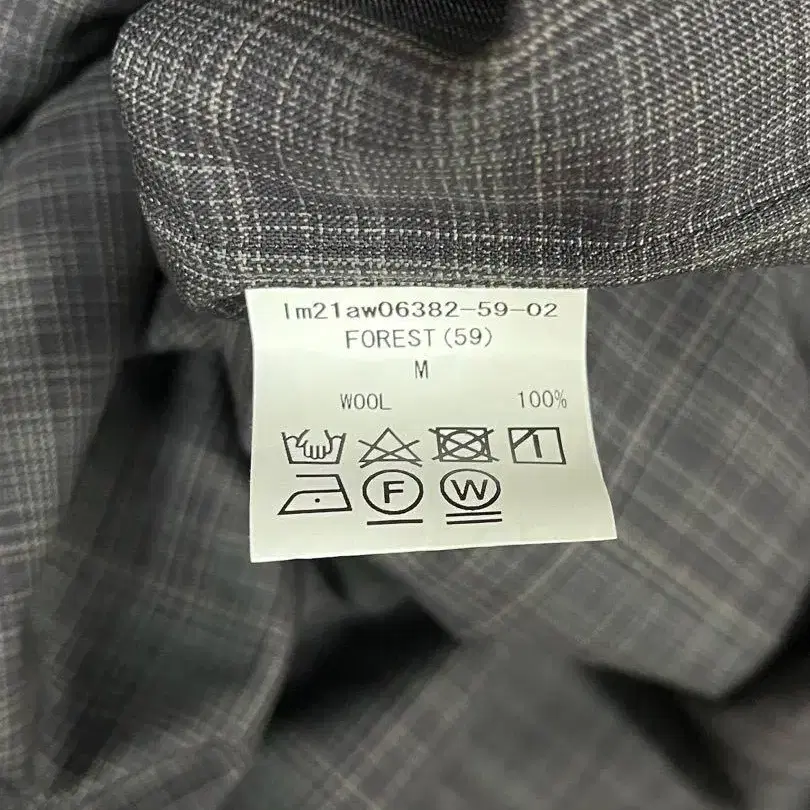 lm21aw06382-59-02
FOREST(59)
M
WOOL 100%
F W